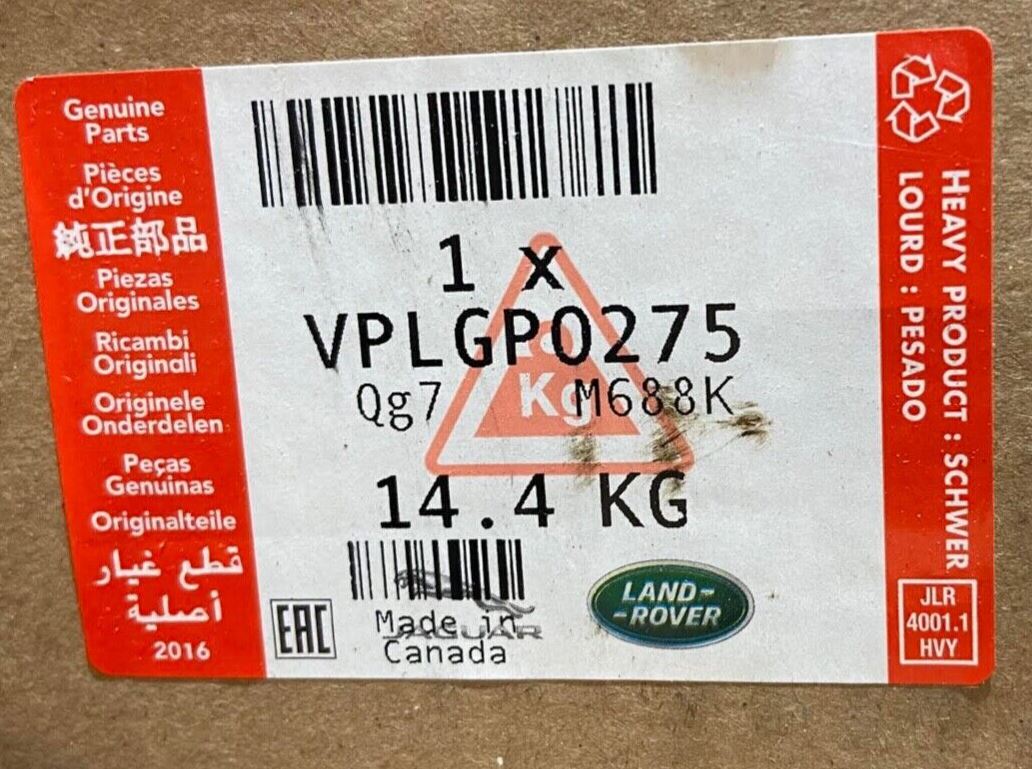 Genuine
Parts
Pièces
d'Origine
純正部品
Piezas
Originales
Ricambi
Originali
Originele
Onderdelen
Peças
Genuinas
Originalteile
قطع غيار
أصلية
2016
1 x
VPLGP0275
Kg
Qg7 M688K
14.4 KG
EAC
Made in
JAGUAR
Canada
LAND-
-ROVER
HEAVY PRODUCT : SCHWER
LOURD : PESADO
JLR
4001.1
HVY